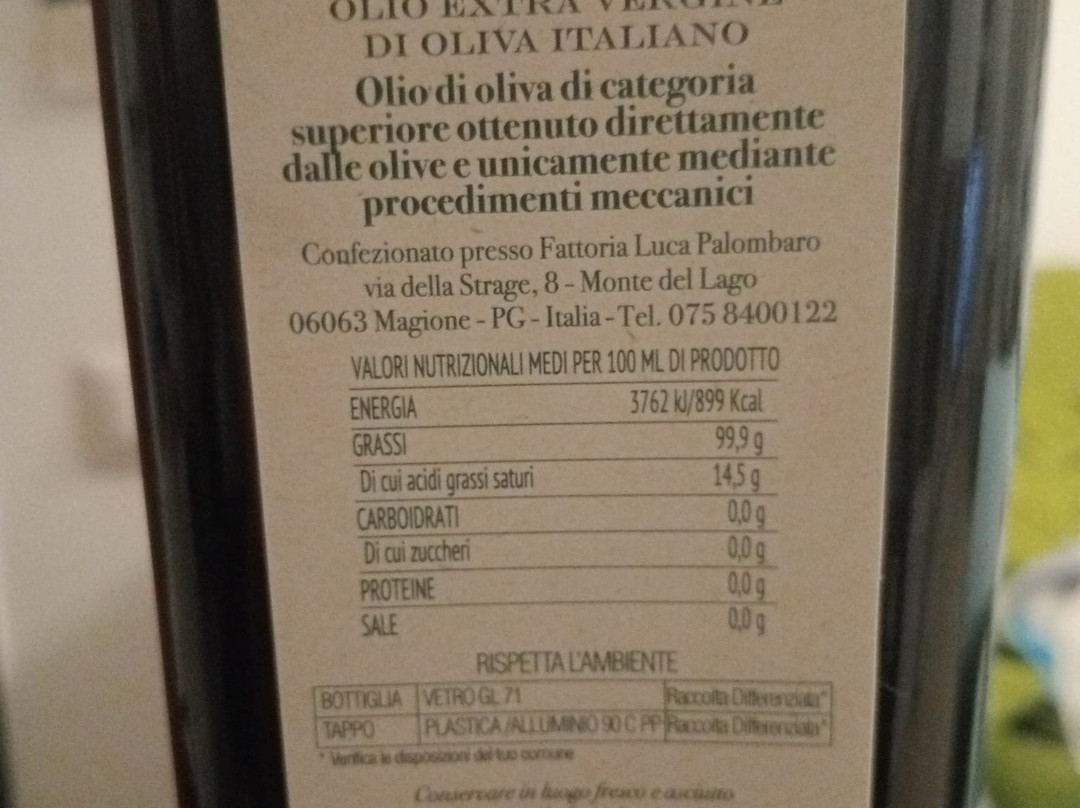 OLIO EXTRA VERGINE
DI OLIVA ITALIANO
Olio di oliva di categoria
superiore ottenuto direttamente
dalle olive e unicamente mediante
procedimenti meccanici
Confezionato presso Fattoria Luca Palombaro
via della Strage, 8 - Monte del Lago
06063 Magione - PG - Italia - Tel. 075 8400122
VALORI NUTRIZIONALI MEDI PER 100 ML DI PRODOTTO
ENERGIA 3762 kJ/899 Kcal
GRASSI 99,9 g
Di cui acidi grassi saturi 14,5 g
CARBOIDRATI 0,0 g
Di cui zuccheri 0,0 g
PROTEINE 0,0 g
SALE 0,0 g
RISPETTA L'AMBIENTE
BOTTIGLIA VETRO GL 71 Raccolta Differenziata*
TAPPO PLASTICA/ALLUMINIO 90 C PP Raccolta Differenziata*
* Verifica le disposizioni del tuo comune
Conservare in luogo fresco e asciutto